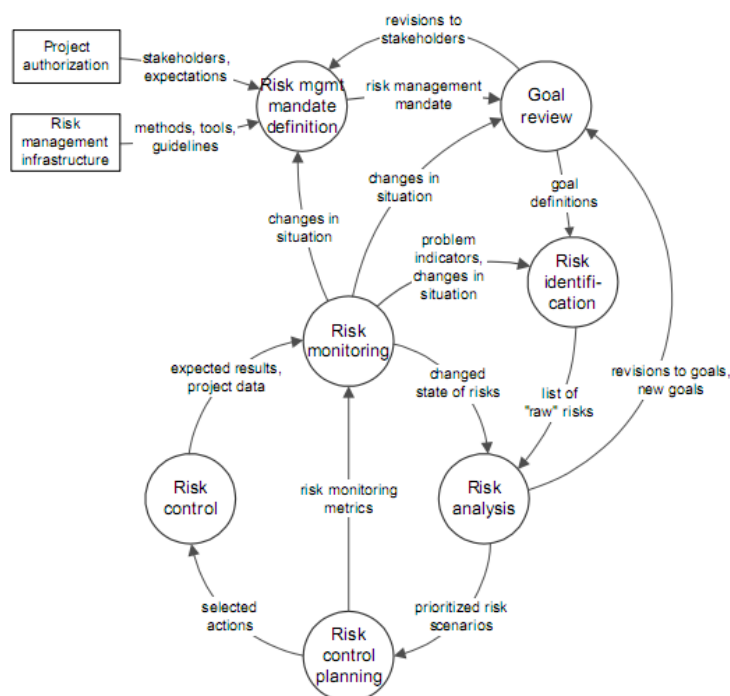 revisions to
stakeholders
Project
authorization
stakeholders,
expectations
Risk mgmt
mandate
definition
risk management
mandate
Goal
review
Risk
management
infrastructure
methods, tools,
guidelines
changes in
situation
goal
definitions
changes in
situation
problem
indicators,
changes in
situation
Risk
identifi-
cation
Risk
monitoring
expected results,
project data
changed
state of risks
list of
"raw" risks
revisions to goals,
new goals
Risk
control
risk monitoring
metrics
Risk
analysis
selected
actions
prioritized risk
scenarios
Risk
control
planning